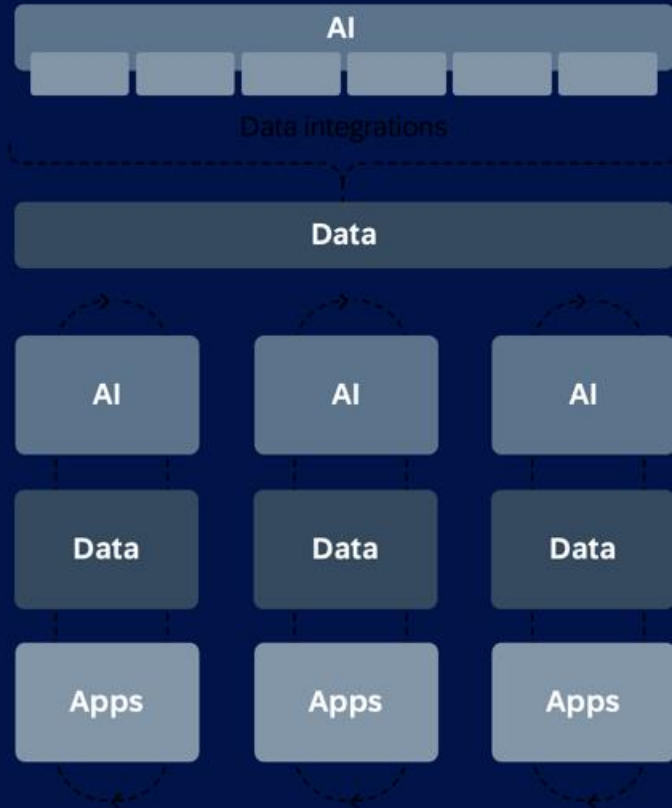 AI
Data integrations
Data
AI AI AI
Data Data Data
Apps Apps Apps